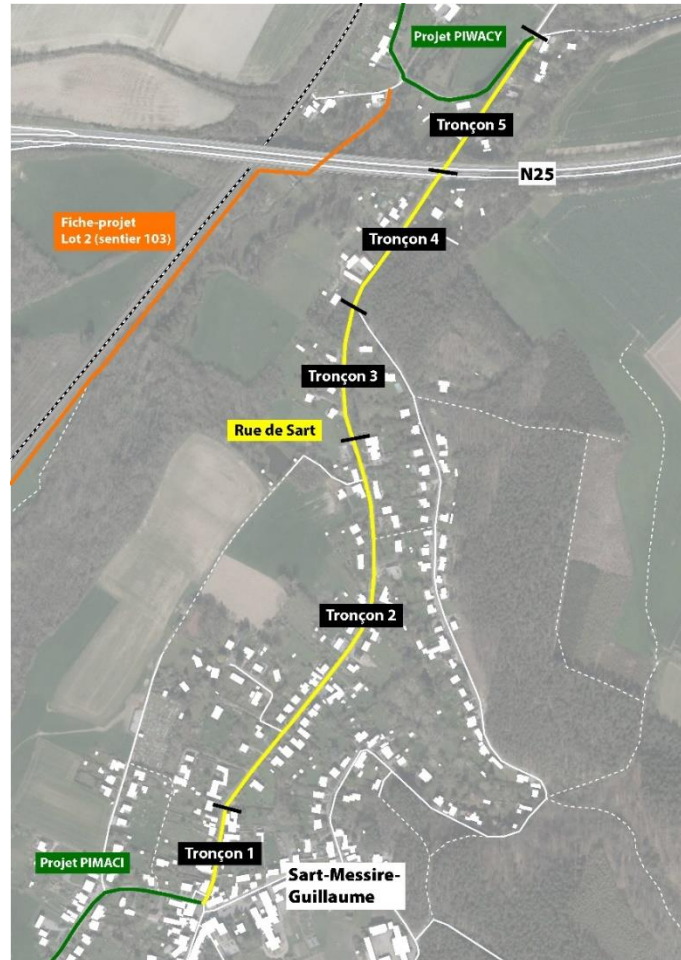 Projet PIWACY
Tronçon 5
N25
Fiche-projet
Lot 2 (sentier 103)
Tronçon 4
Tronçon 3
Rue de Sart
Tronçon 2
Tronçon 1
Projet PIMACI
Sart-Messire-
Guillaume